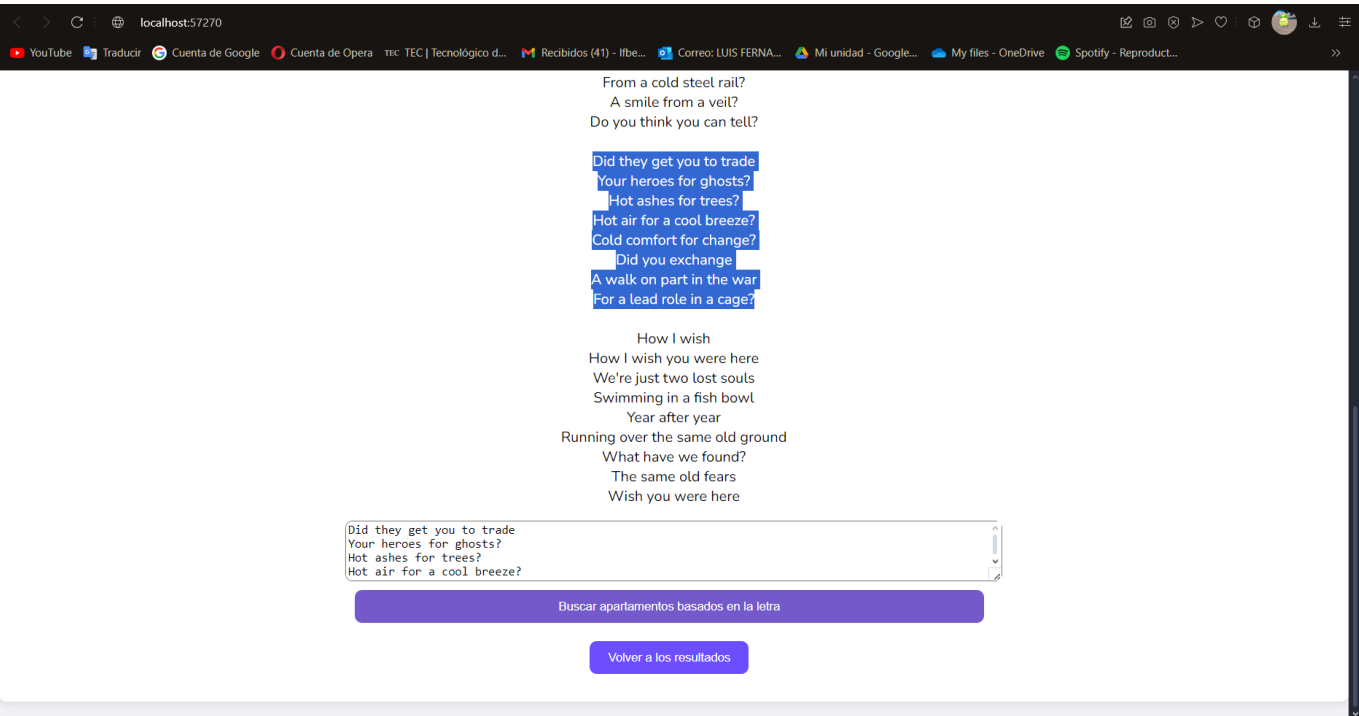 localhost:57270
YouTube Traducir Cuenta de Google Cuenta de Opera TEC TEC | Tecnológico d... Recibidos (41) - lfbe... Correo: LUIS FERNA... Mi unidad - Google... My files - OneDrive Spotify - Reproduct...
From a cold steel rail?
A smile from a veil?
Do you think you can tell?
Did they get you to trade
Your heroes for ghosts?
Hot ashes for trees?
Hot air for a cool breeze?
Cold comfort for change?
Did you exchange
A walk on part in the war
For a lead role in a cage?
How I wish
How I wish you were here
We're just two lost souls
Swimming in a fish bowl
Year after year
Running over the same old ground
What have we found?
The same old fears
Wish you were here
Did they get you to trade
Your heroes for ghosts?
Hot ashes for trees?
Hot air for a cool breeze?
Buscar apartamentos basados en la letra
Volver a los resultados